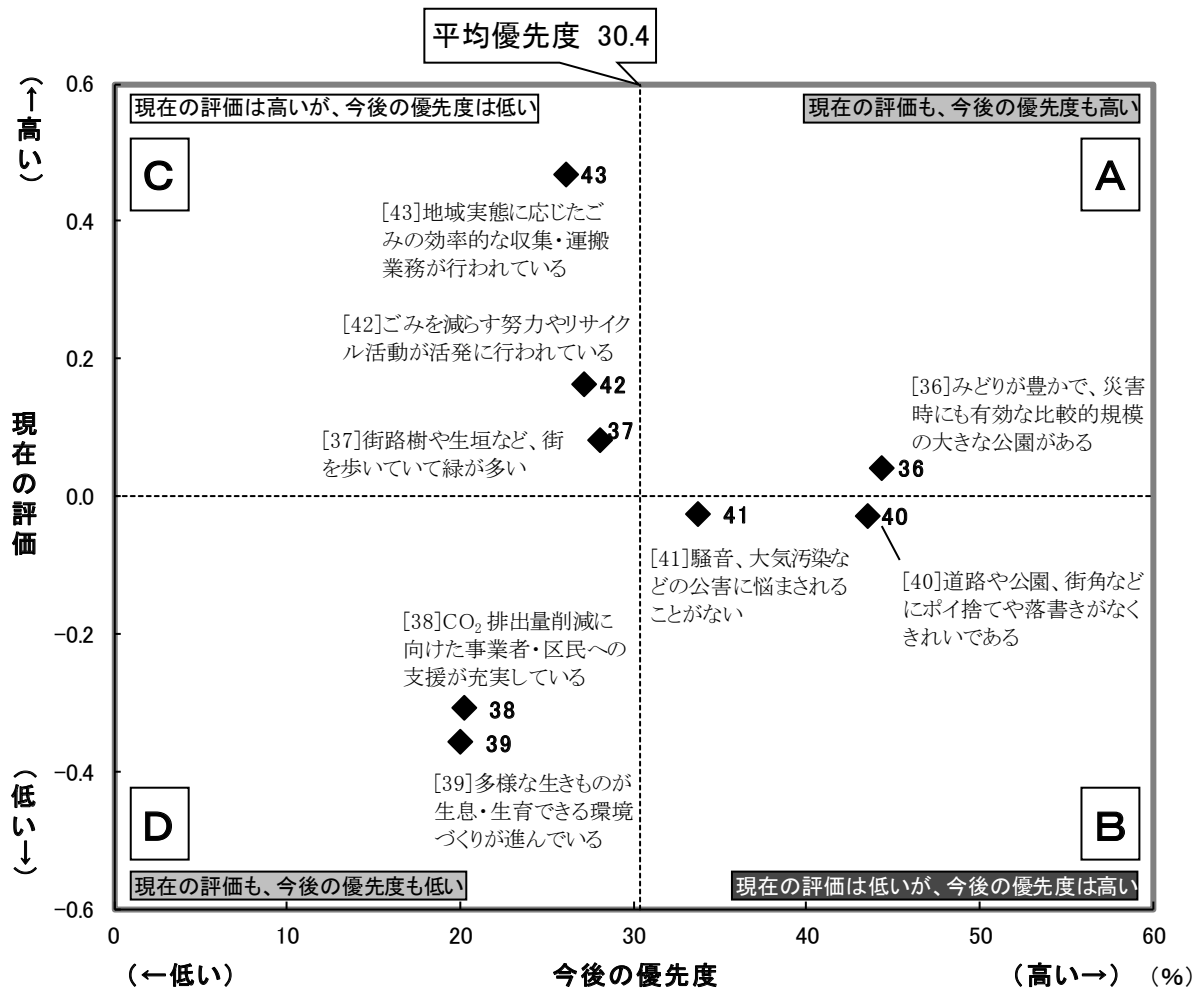 平均優先度 30.4
(←高い)
0.6
現在の評価は高いが、今後の優先度は低い
現在の評価も、今後の優先度も高い
C
A
43
[43]地域実態に応じたご
みの効率的な収集・運搬
業務が行われている
0.4
[42]ごみを減らす努力やリサイク
ル活動が活発に行われている
0.2
42
[36]みどりが豊かで、災害
時にも有効な比較的規模
の大きな公園がある
37
[37]街路樹や生垣など、街
を歩いていて緑が多い
36
現在の評価
0.0
41
40
[41]騒音、大気汚染な
どの公害に悩まされる
ことがない
[40]道路や公園、街角など
にポイ捨てや落書きがなく
きれいである
−0.2
[38]CO₂ 排出量削減に
向けた事業者・区民への
支援が充実している
38
39
−0.4
[39]多様な生きものが
生息・生育できる環境
づくりが進んでいる
(低い→)
D
B
現在の評価も、今後の優先度も低い
現在の評価は低いが、今後の優先度は高い
−0.6
0 10 20 30 40 50 60
(←低い) 今後の優先度 (高い→) (%)